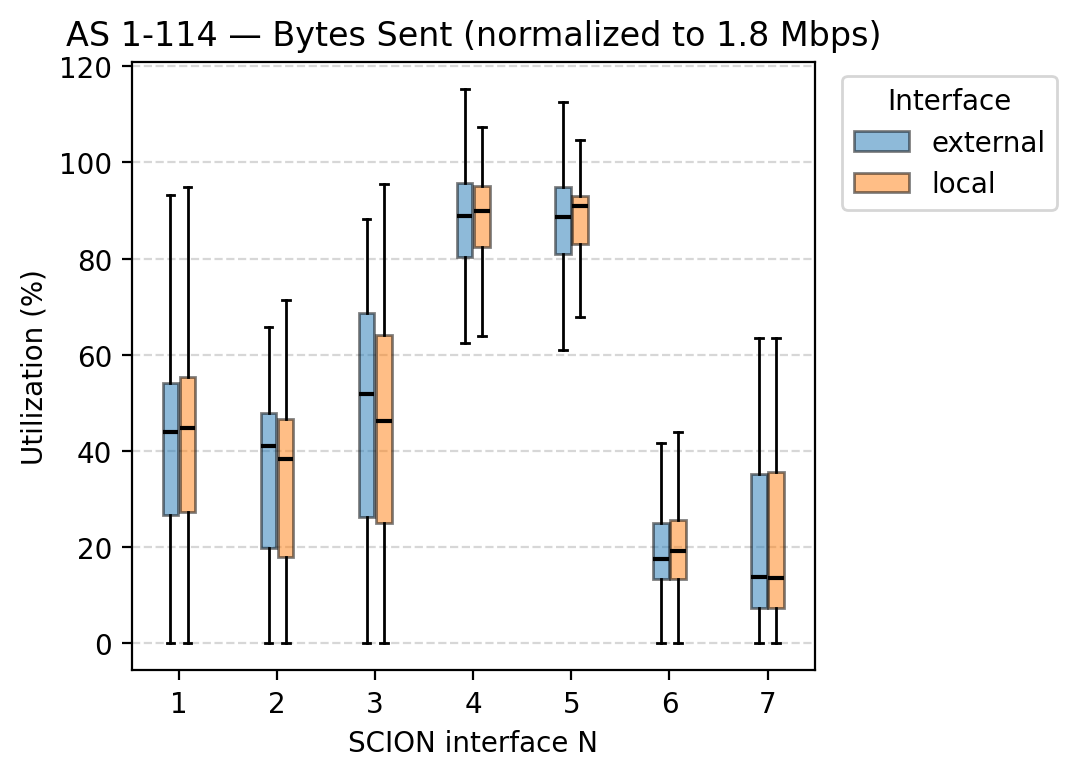 AS 1-114 — Bytes Sent (normalized to 1.8 Mbps)
120
100
80
60
40
20
0
Utilization (%)
1 2 3 4 5 6 7
SCION interface N
Interface
external
local